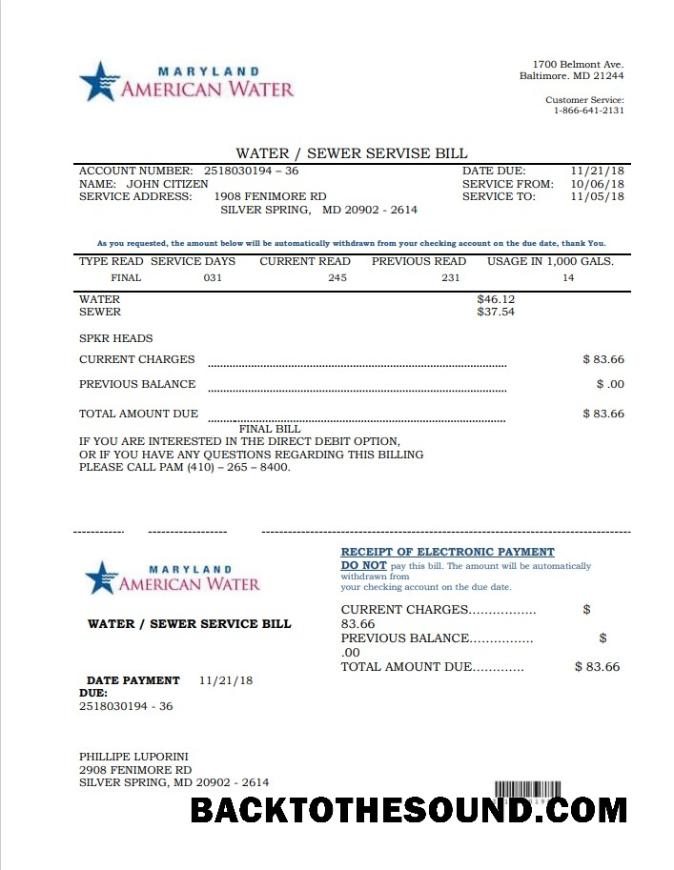 MARYLAND
AMERICAN WATER
1700 Belmont Ave.
Baltimore. MD 21244
Customer Service:
1-866-641-2131
WATER / SEWER SERVISE BILL
ACCOUNT NUMBER: 2518030194 – 36 DATE DUE: 11/21/18
NAME: JOHN CITIZEN SERVICE FROM: 10/06/18
SERVICE ADDRESS: 1908 FENIMORE RD SERVICE TO: 11/05/18
SILVER SPRING, MD 20902 - 2614
As you requested, the amount below will be automatically withdrawn from your checking account on the due date, thank You.
TYPE READ SERVICE DAYS CURRENT READ PREVIOUS READ USAGE IN 1,000 GALS.
FINAL 031 245 231 14
WATER $46.12
SEWER $37.54
SPKR HEADS
CURRENT CHARGES $ 83.66
PREVIOUS BALANCE $ .00
TOTAL AMOUNT DUE $ 83.66
FINAL BILL
IF YOU ARE INTERESTED IN THE DIRECT DEBIT OPTION,
OR IF YOU HAVE ANY QUESTIONS REGARDING THIS BILLING
PLEASE CALL PAM (410) – 265 – 8400.
MARYLAND
AMERICAN WATER
WATER / SEWER SERVICE BILL
DATE PAYMENT 11/21/18
DUE:
2518030194 - 36
RECEIPT OF ELECTRONIC PAYMENT
DO NOT pay this bill. The amount will be automatically
withdrawn from
your checking account on the due date.
CURRENT CHARGES................. $
83.66
PREVIOUS BALANCE................ $
.00
TOTAL AMOUNT DUE............. $ 83.66
PHILLIPE LUPORINI
2908 FENIMORE RD
SILVER SPRING, MD 20902 - 2614
BACKTOTHESOUND.COM